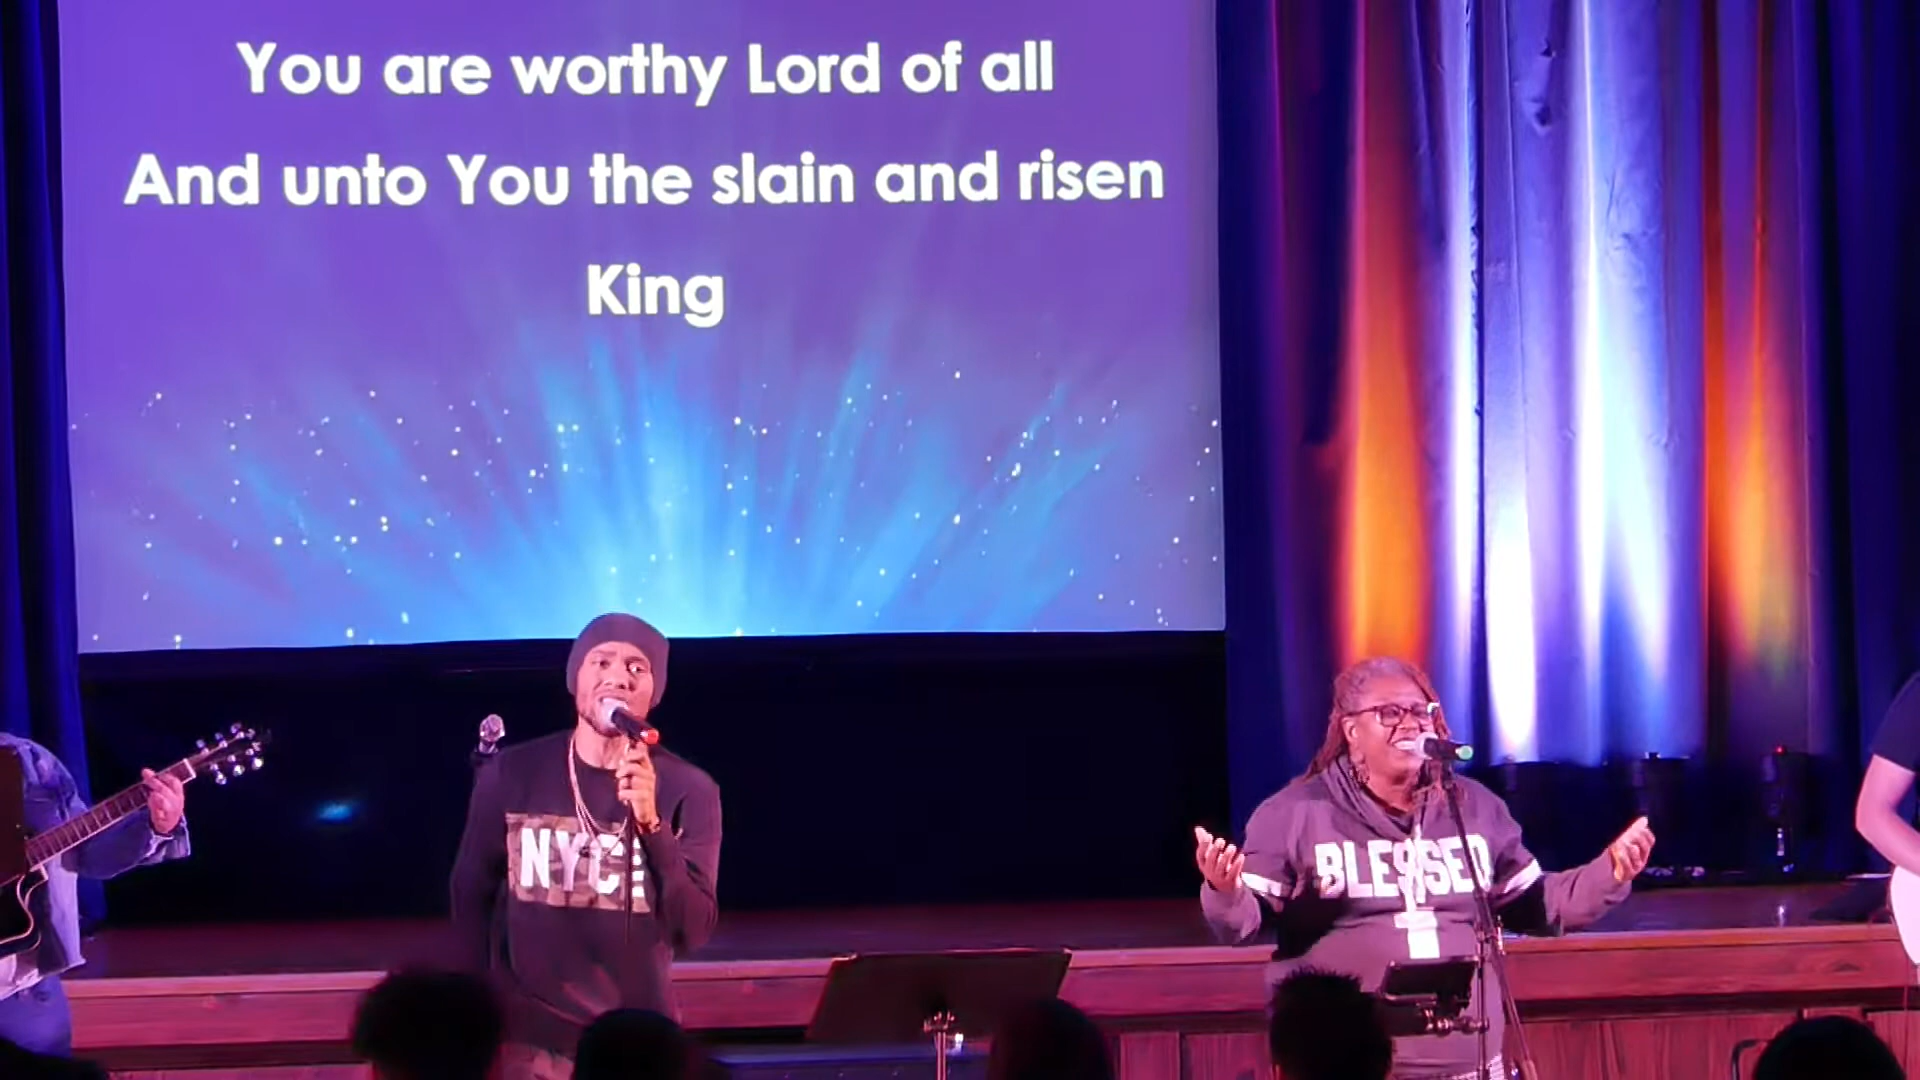 You are worthy Lord of all
And unto You the slain and risen
King
NYC
BLESSED